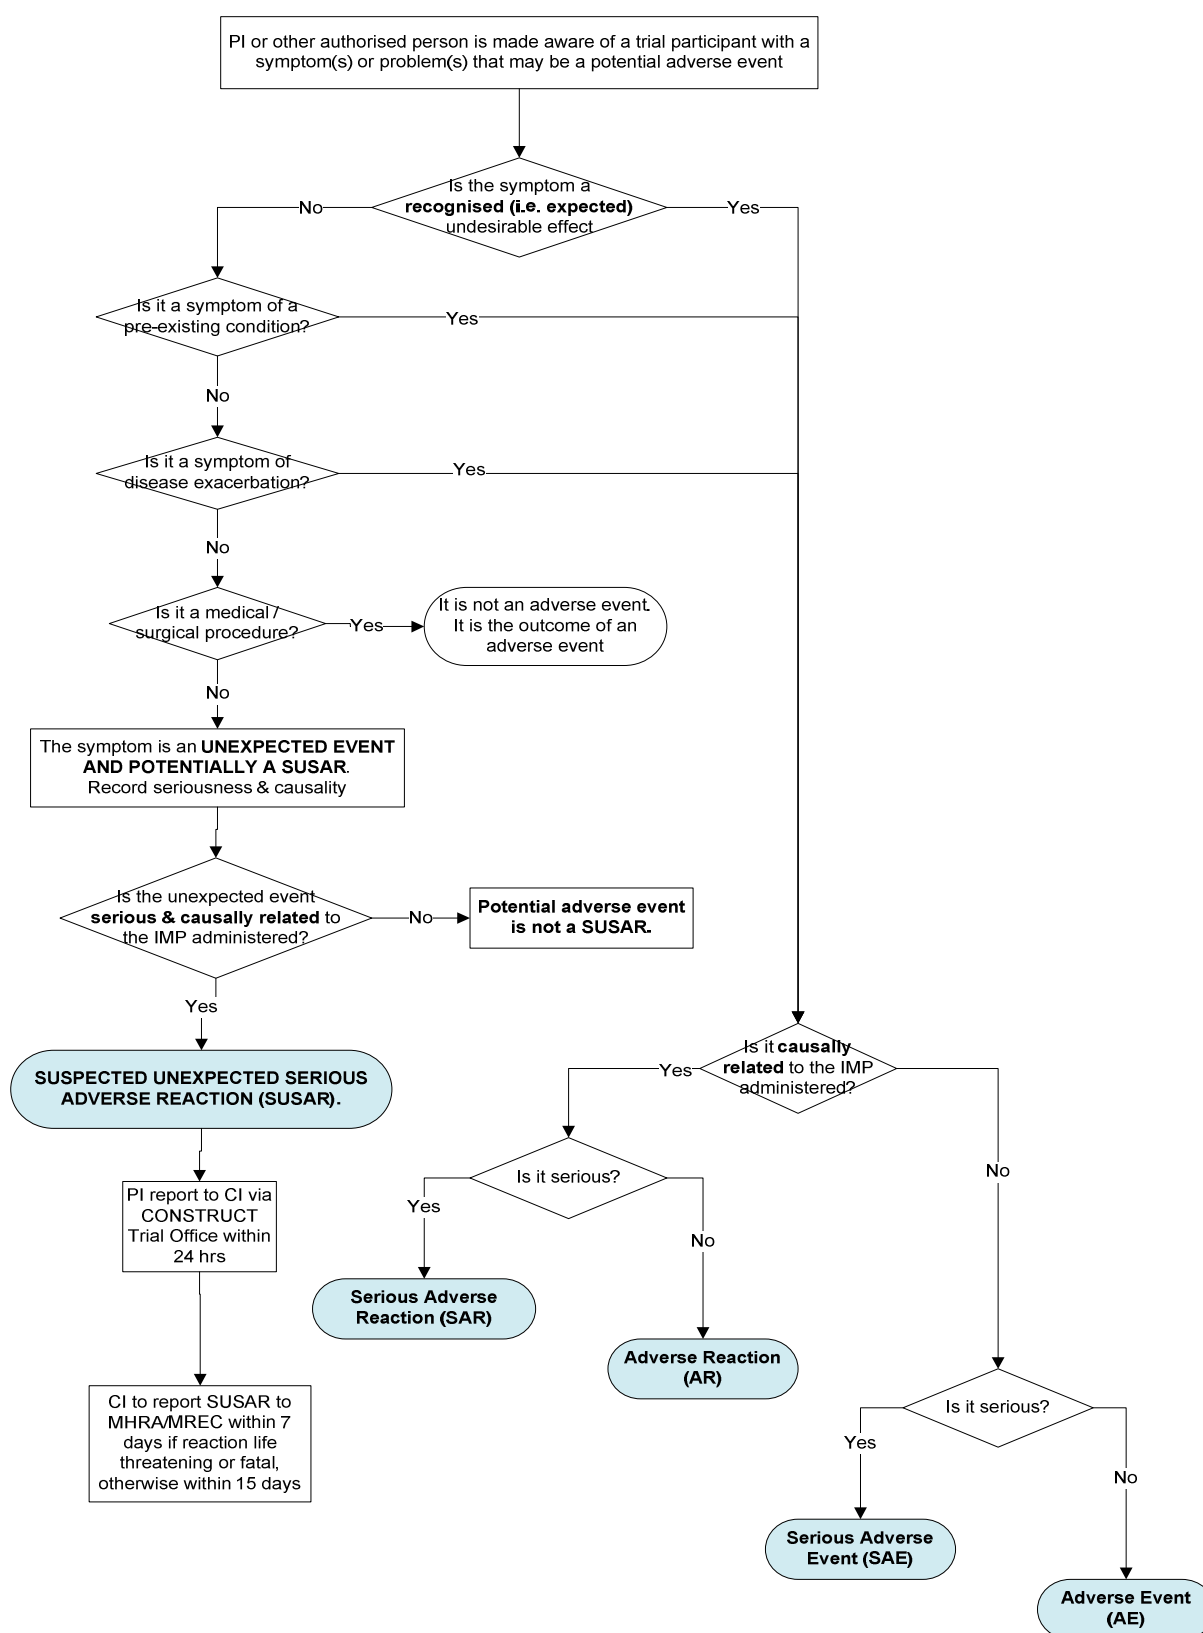 PI or other authorised person is made aware of a trial participant with a
symptom(s) or problem(s) that may be a potential adverse event
Is the symptom a
recognised (i.e. expected)
undesirable effect
No
Yes
Is it a symptom of a
pre-existing condition?
Yes
No
Is it a symptom of
disease exacerbation?
Yes
No
Is it a medical /
surgical procedure?
Yes
It is not an adverse event.
It is the outcome of an
adverse event
No
The symptom is an UNEXPECTED EVENT
AND POTENTIALLY A SUSAR.
Record seriousness & causality
Is the unexpected event
serious & causally related to
the IMP administered?
No
Potential adverse event
is not a SUSAR.
Yes
SUSPECTED UNEXPECTED SERIOUS
ADVERSE REACTION (SUSAR).
PI report to CI via
CONSTRUCT
Trial Office within
24 hrs
CI to report SUSAR to
MHRA/MREC within 7
days if reaction life
threatening or fatal,
otherwise within 15 days
Is it causally
related to the IMP
administered?
Yes
No
Is it serious?
Yes
No
Serious Adverse
Reaction (SAR)
Adverse Reaction
(AR)
Is it serious?
Yes
No
Serious Adverse
Event (SAE)
Adverse Event
(AE)